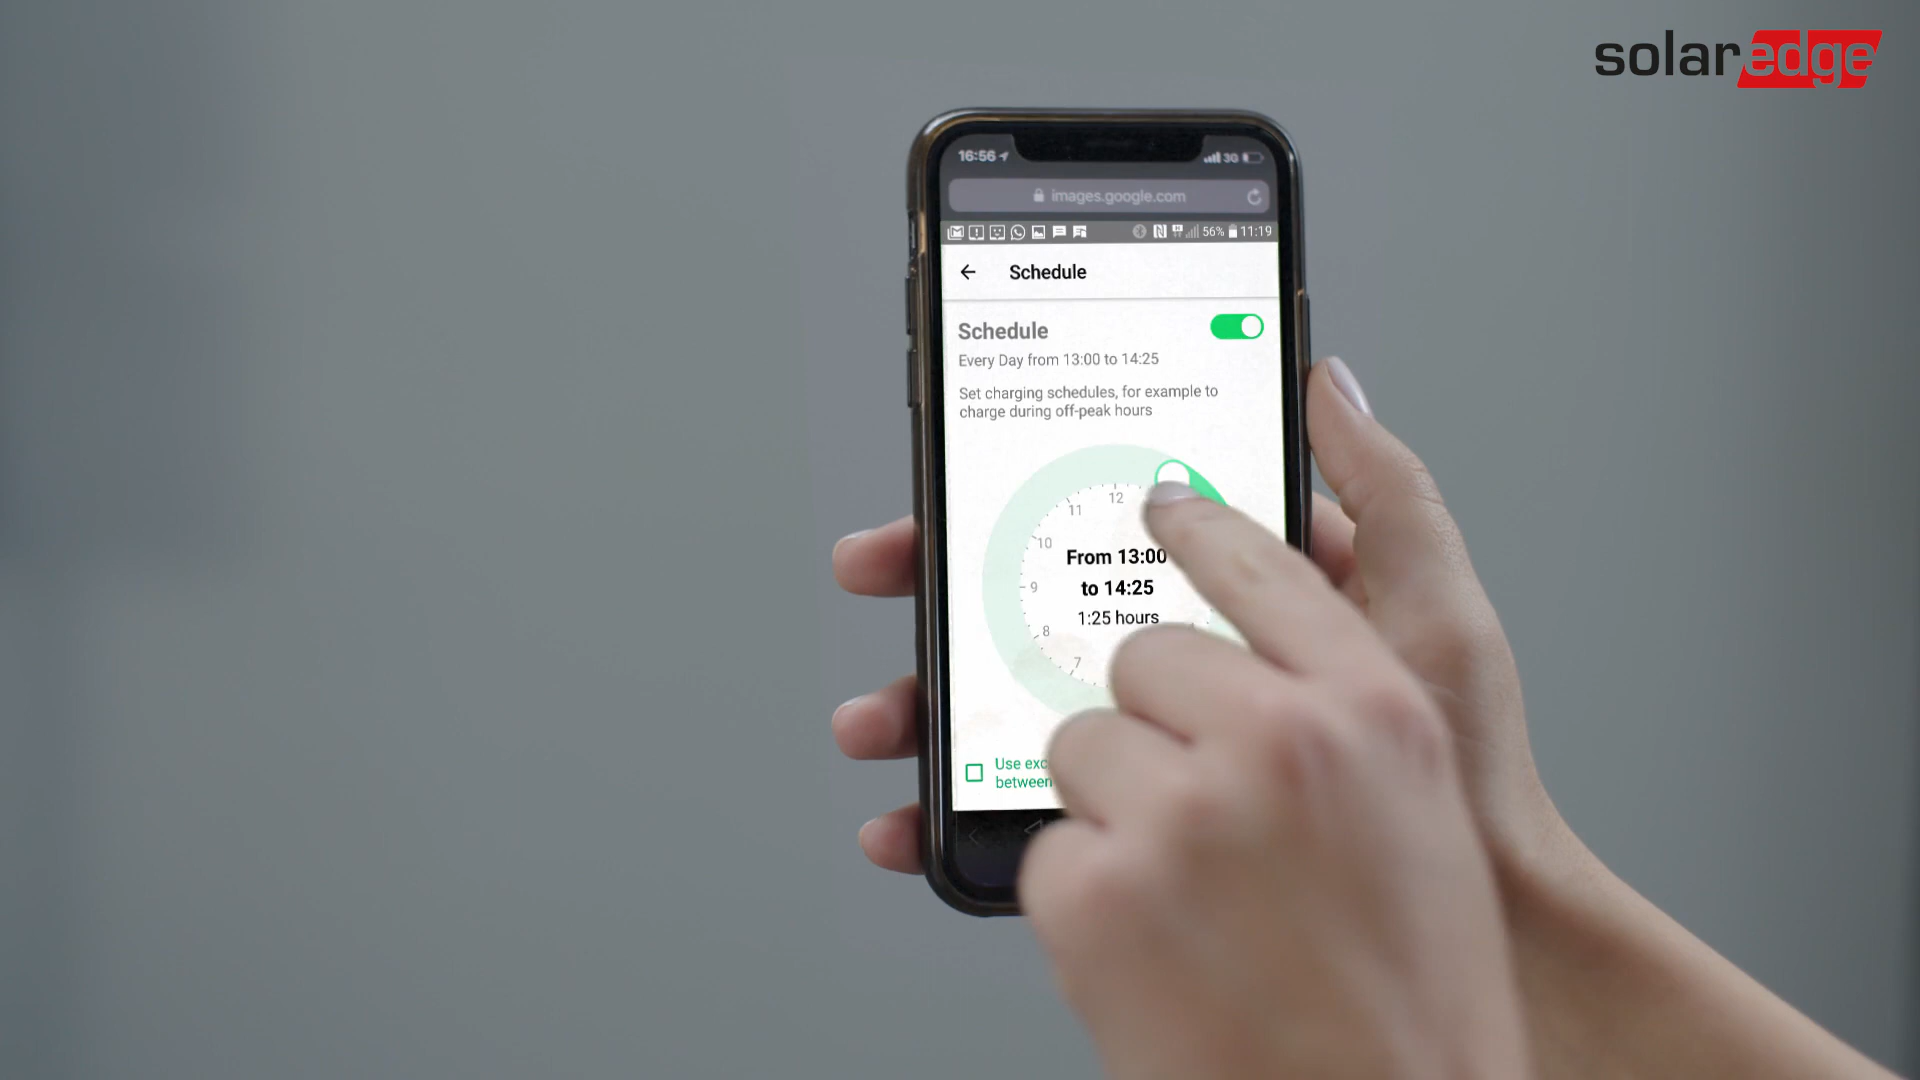 solaredge
16:56
3G
images.google.com
56% 11:19
Schedule
Schedule
Every Day from 13:00 to 14:25
Set charging schedules, for example to
charge during off-peak hours
12
11
10
9
8
7
From 13:00
to 14:25
1:25 hours
Use
between